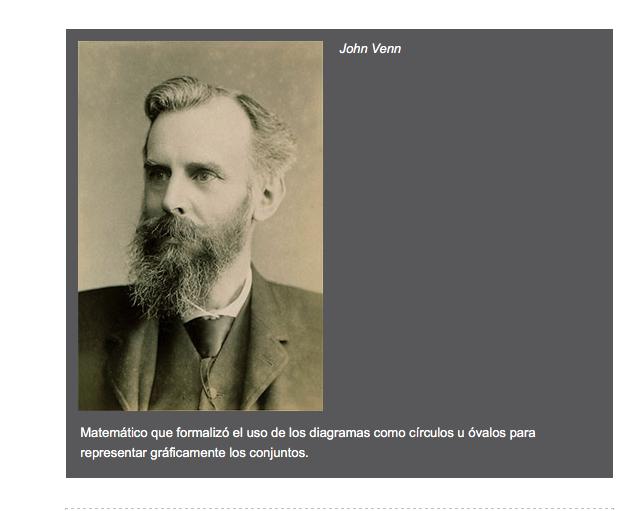 John Venn
Matemático que formalizó el uso de los diagramas como círculos u óvalos para
representar gráficamente los conjuntos.